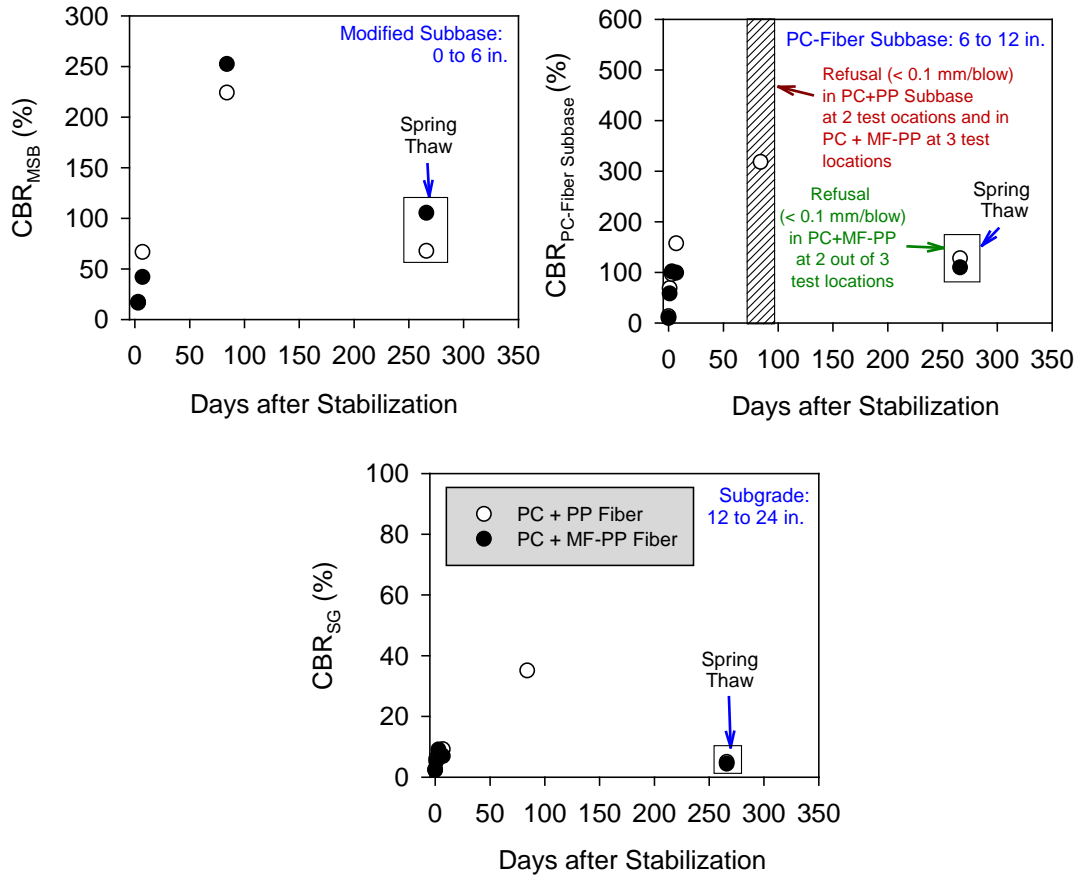 300
250
200
150
100
50
0
CBR_MSB (%)
Modified Subbase:
0 to 6 in.
Spring
Thaw
0 50 100 150 200 250 300 350
Days after Stabilization
600
500
400
300
200
100
0
CBR_PC-Fiber Subbase (%)
PC-Fiber Subbase: 6 to 12 in.
Refusal (< 0.1 mm/blow)
in PC+PP Subbase
at 2 test ocations and in
PC + MF-PP at 3 test
locations
Refusal
(< 0.1 mm/blow)
in PC+MF-PP
at 2 out of 3
test locations
Spring
Thaw
0 50 100 150 200 250 300 350
Days after Stabilization
100
80
60
40
20
0
CBR_SG (%)
PC + PP Fiber
PC + MF-PP Fiber
Subgrade:
12 to 24 in.
Spring
Thaw
0 50 100 150 200 250 300 350
Days after Stabilization